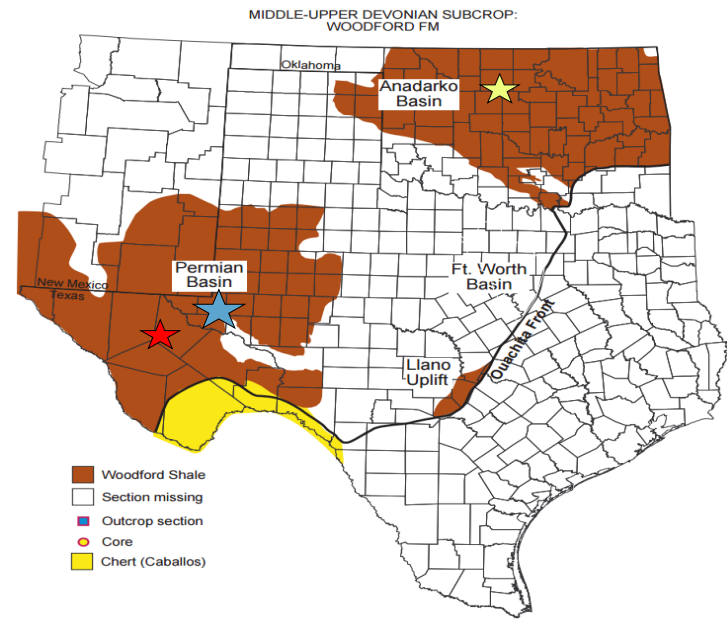 MIDDLE-UPPER DEVONIAN SUBCROP:
WOODFORD FM
Oklahoma
Anadarko
Basin
Permian
Basin
New Mexico
Texas
Ft. Worth
Basin
Ouachita Front
Llano
Uplift
Woodford Shale
Section missing
Outcrop section
Core
Chert (Caballos)